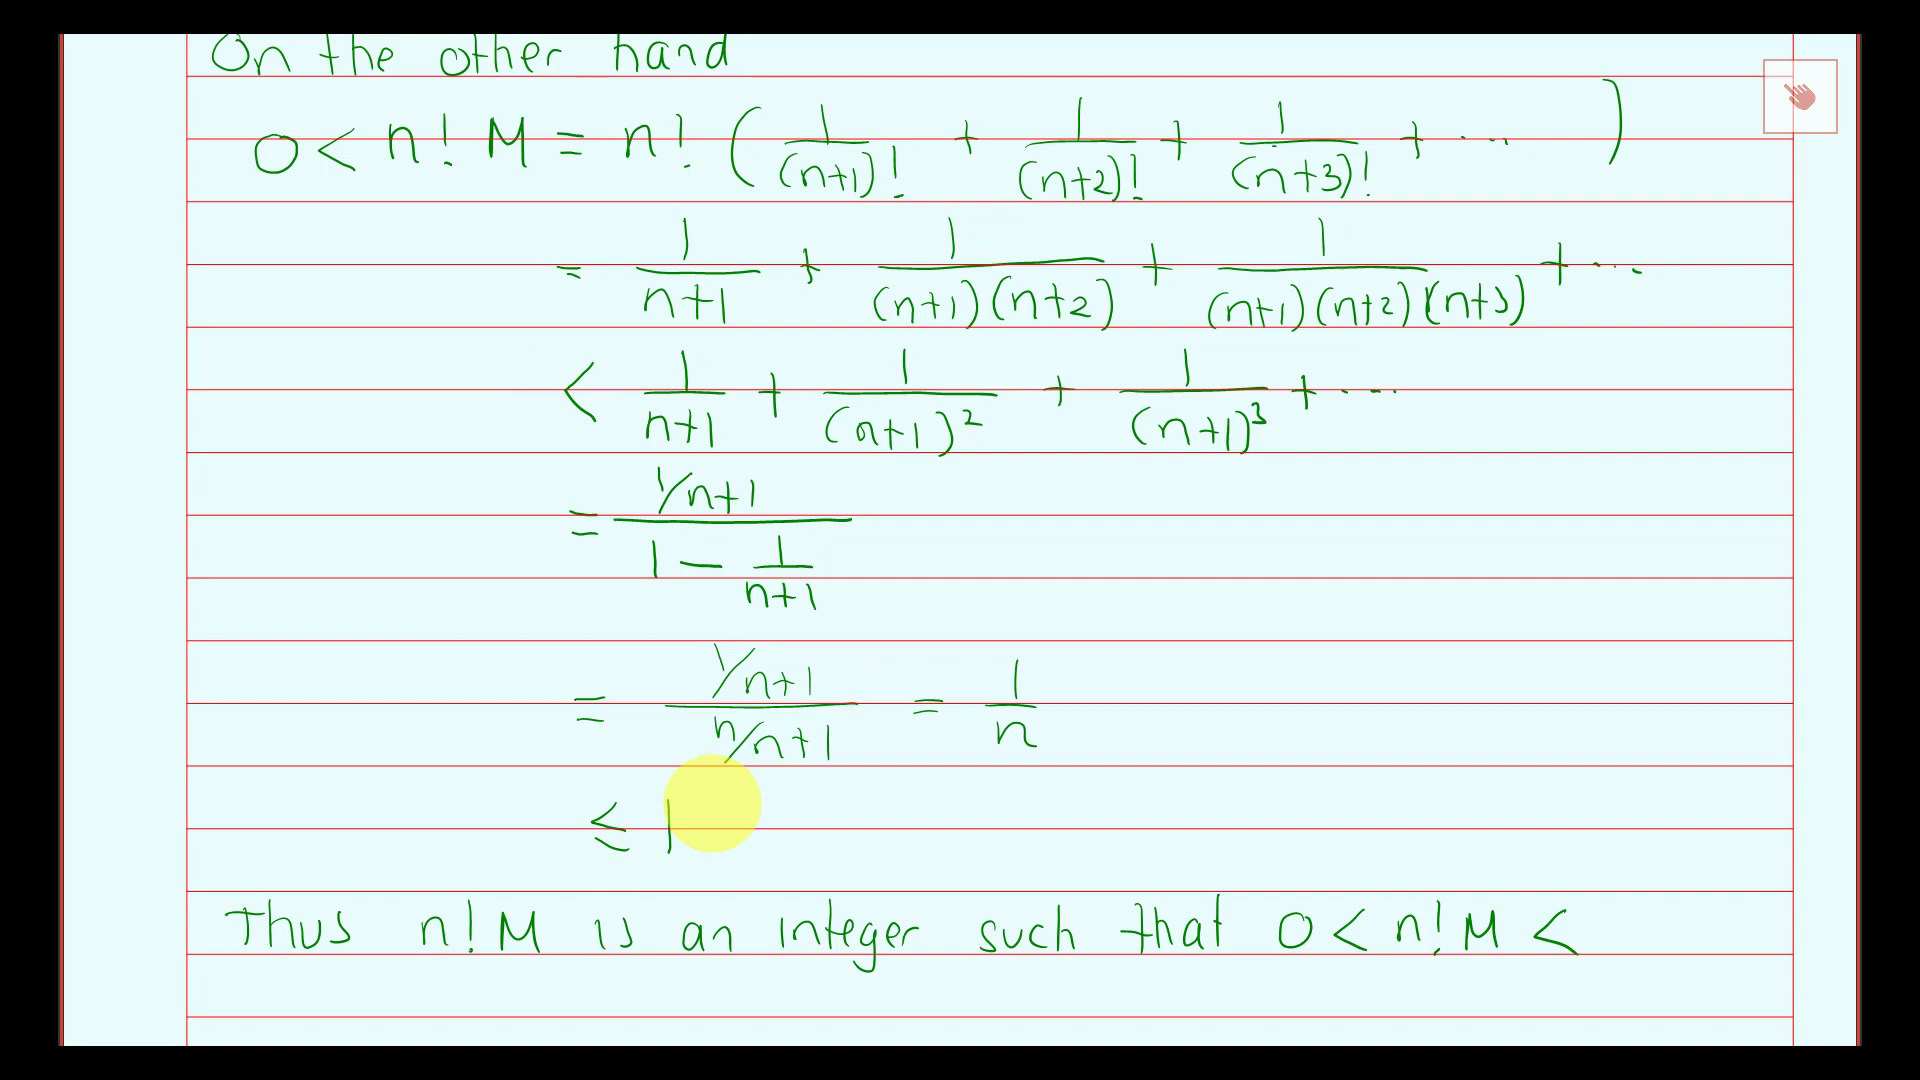 On the other hand
0 < n! M = n! ( 1/(n+1)! + 1/(n+2)! + 1/(n+3)! + ... )
= 1/n+1 + 1/(n+1)(n+2) + 1/(n+1)(n+2)(n+3) + ...
< 1/n+1 + 1/(n+1)² + 1/(n+1)³ + ...
= (1/n+1)/(1 - 1/n+1)
= (1/n+1)/(n/n+1) = 1/n
≤ 1
Thus n! M is an integer such that 0 < n! M <